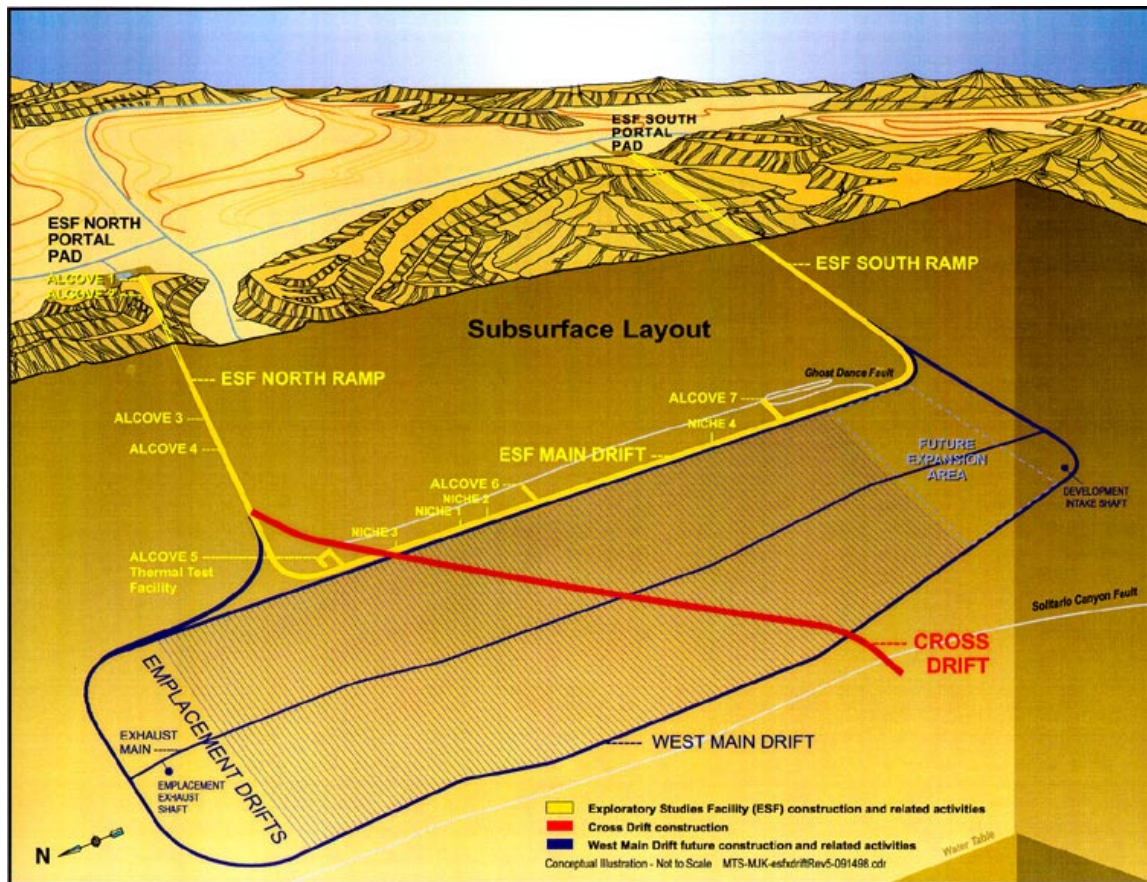 ESF SOUTH
PORTAL
PAD
ESF NORTH
PORTAL
PAD
ALCOVE 1
ALCOVE 2
ESF SOUTH RAMP
Subsurface Layout
ESF NORTH RAMP
Ghost Dance Fault
ALCOVE 7
ALCOVE 3
NICHE 4
ALCOVE 4
ESF MAIN DRIFT
FUTURE
EXPANSION
AREA
ALCOVE 6
DEVELOPMENT
INTAKE SHAFT
NICHE 2
NICHE 1
NICHE 3
ALCOVE 5
Thermal Test
Facility
Solitario Canyon Fault
CROSS
DRIFT
EMPLACEMENT DRIFTS
EXHAUST
MAIN
WEST MAIN DRIFT
EMPLACEMENT
EXHAUST
SHAFT
Exploratory Studies Facility (ESF) construction and related activities
Cross Drift construction
West Main Drift future construction and related activities
Water Table
N
Conceptual Illustration - Not to Scale MTS-MJK-esfxdriftRev5-091498.cdr